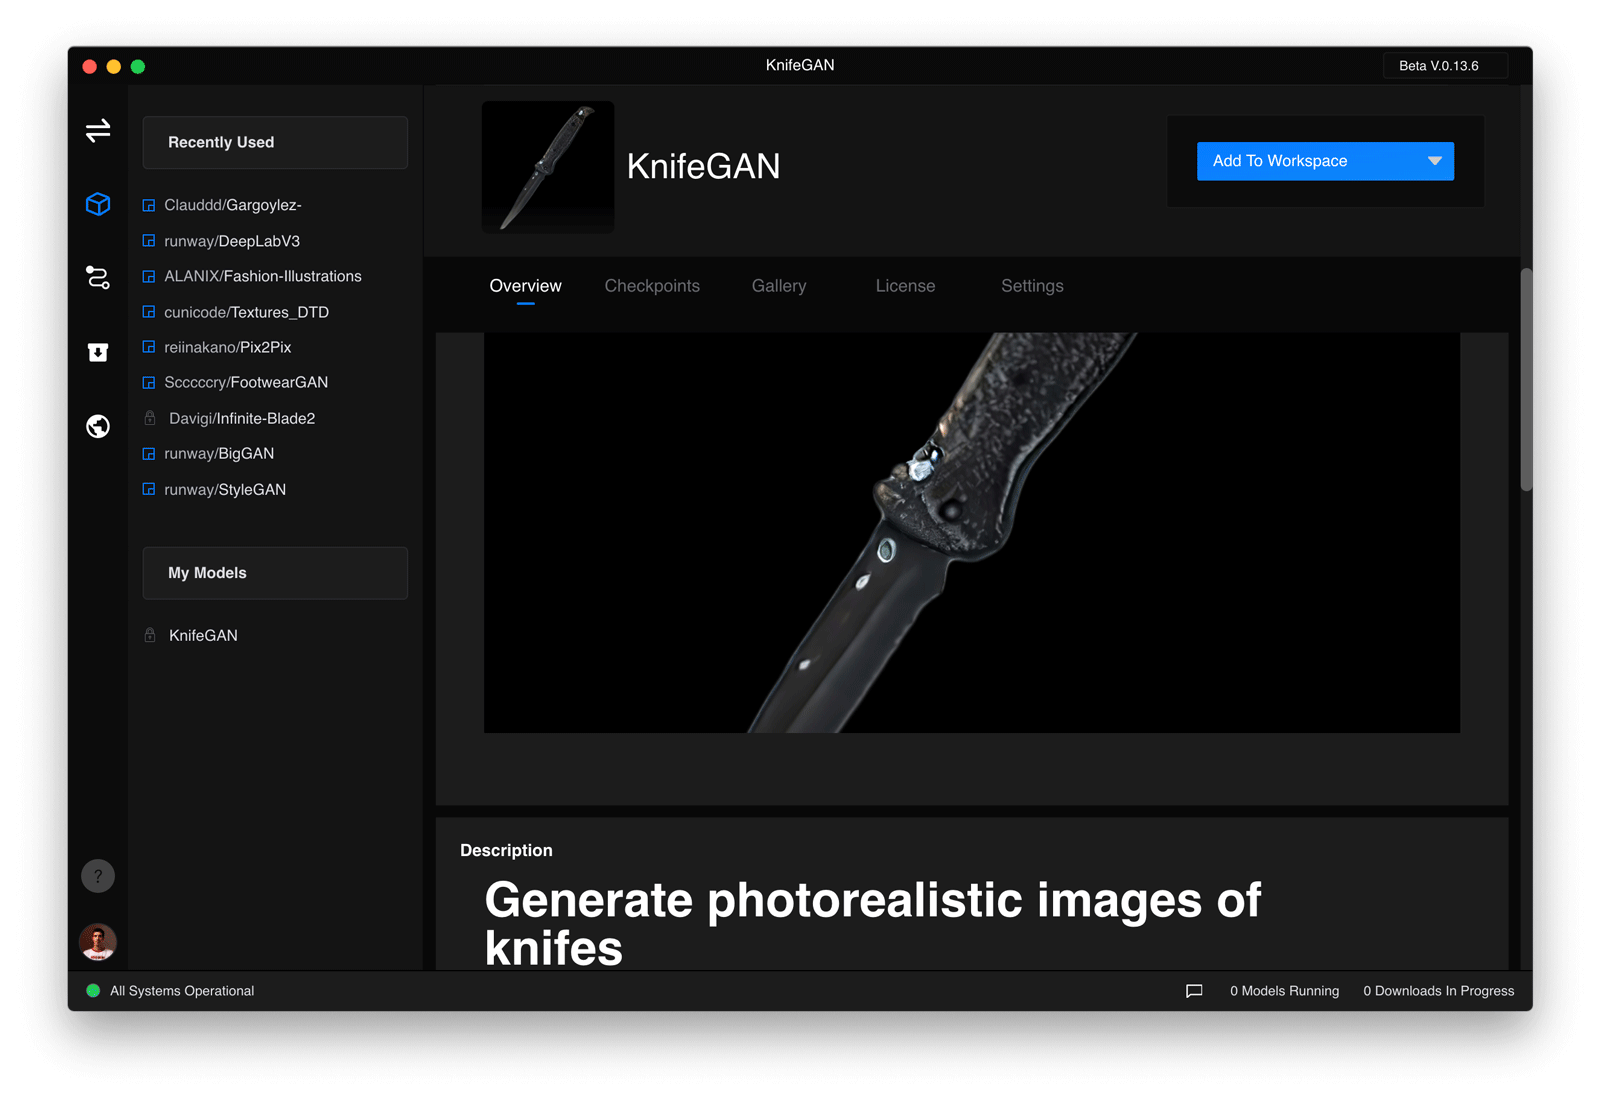 KnifeGAN
Beta V.0.13.6
Recently Used
Clauddd/Gargoylez-
runway/DeepLabV3
ALANIX/Fashion-Illustrations
cunicode/Textures_DTD
reiinakano/Pix2Pix
Scccccry/FootwearGAN
Davigi/Infinite-Blade2
runway/BigGAN
runway/StyleGAN
My Models
KnifeGAN
?
KnifeGAN
Add To Workspace
Overview
Checkpoints
Gallery
License
Settings
Description
Generate photorealistic images of
knifes
All Systems Operational
0 Models Running
0 Downloads In Progress